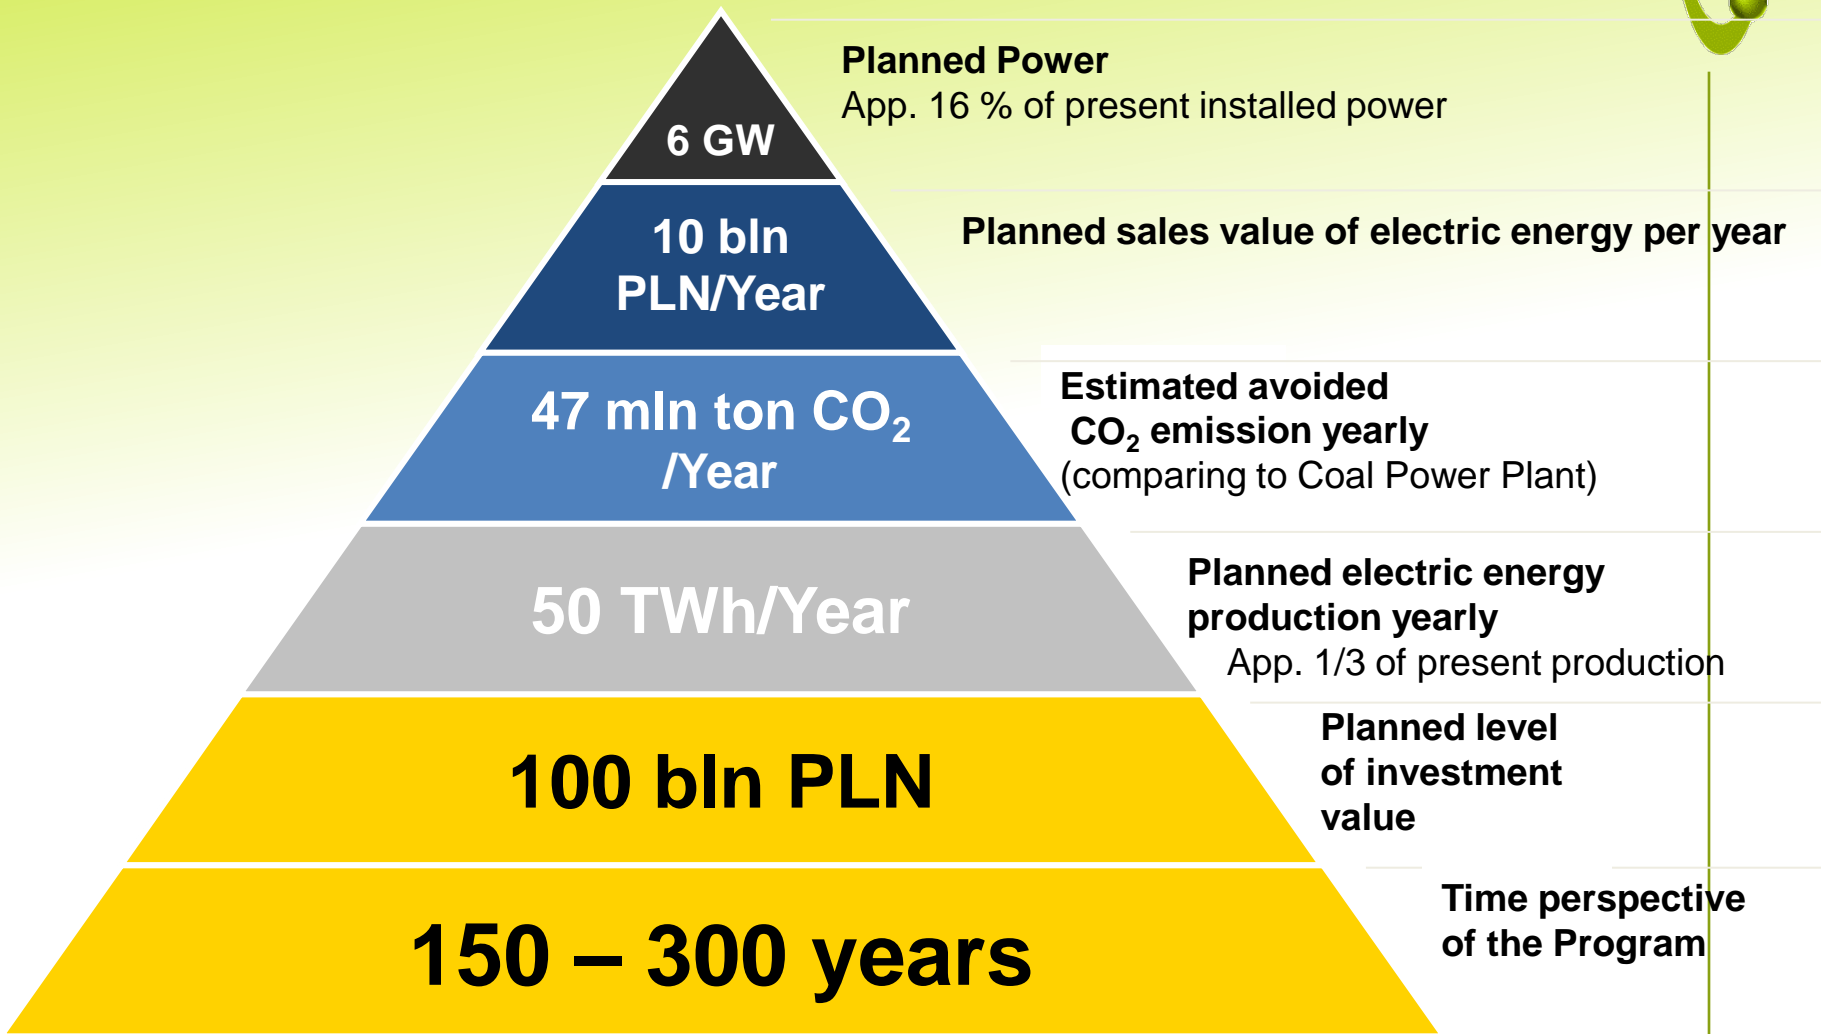 6 GW
Planned Power
App. 16 % of present installed power
10 bln
PLN/Year
Planned sales value of electric energy per year
47 mln ton CO₂
/Year
Estimated avoided
CO₂ emission yearly
(comparing to Coal Power Plant)
50 TWh/Year
Planned electric energy
production yearly
App. 1/3 of present production
100 bln PLN
Planned level
of investment
value
150 – 300 years
Time perspective
of the Program